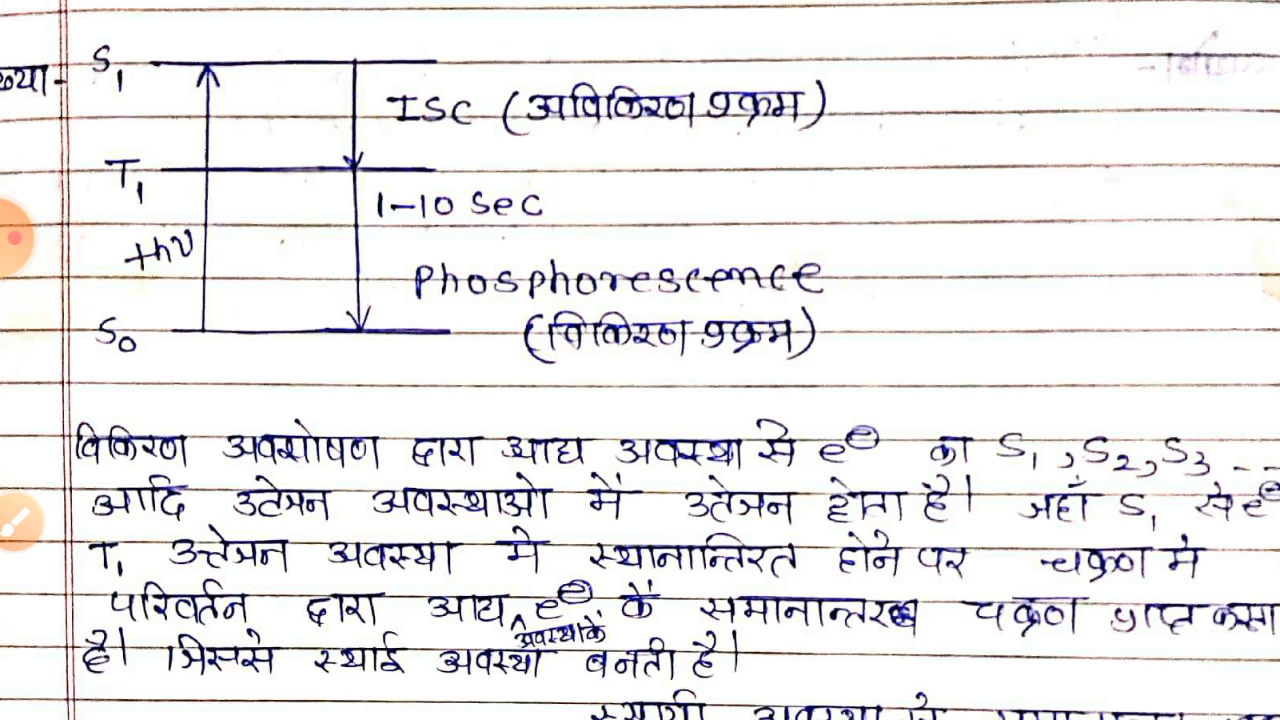 ख्या- S₁
ISC (अविकिरण प्रक्रम)
T₁
1-10 Sec
+hν
Phosphorescence
S₀ (विकिरण प्रक्रम)
विकिरण अवशोषण द्वारा आद्य अवस्था से e⊖ का S₁, S₂, S₃ --
आदि उत्तेजन अवस्थाओ में उत्तेजन होता है। जहाँ S₁ से e⊖
T₁ उत्तेजन अवस्था मे स्थानान्तिरत होने पर चक्रण मे
परिवर्तन द्वारा आद्य अवस्था के e⊖ के समानान्तर चक्रण प्राप्त करता
है। जिससे स्थाई अवस्था बनती है।